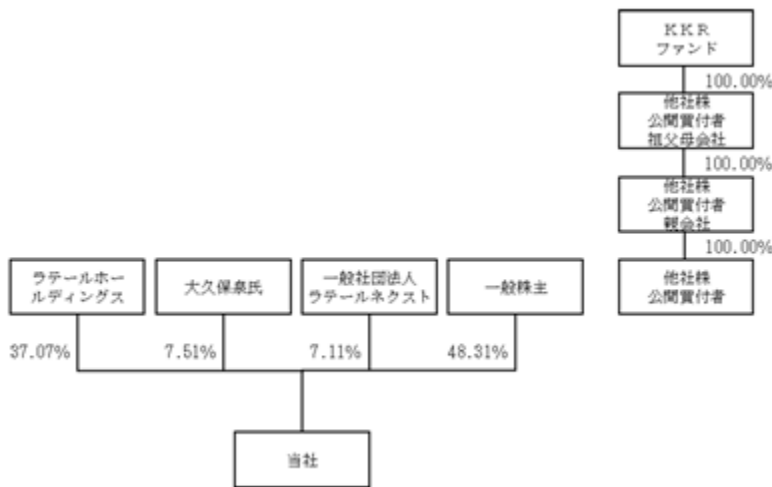 KKR
ファンド
100.00%
他社株
公開買付者
祖父母会社
100.00%
他社株
公開買付者
親会社
100.00%
他社株
公開買付者
ラテールホー
ルディングス
大久保泉氏
一般社団法人
ラテールネクスト
一般株主
37.07%
7.51%
7.11%
48.31%
当社